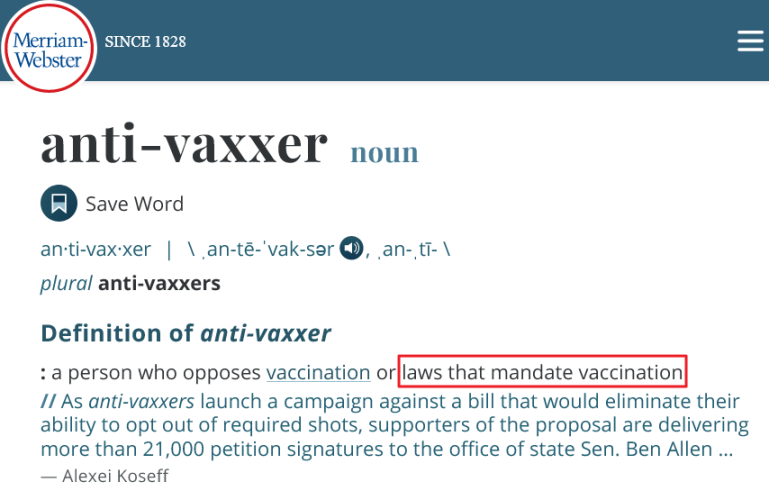 Merriam-
Webster
SINCE 1828
anti-vaxxer noun
Save Word
an·ti-vax·xer | \ ˌan-tē-ˈvak-sər , ˌan-ˌtī- \
plural anti-vaxxers
Definition of anti-vaxxer
: a person who opposes vaccination or laws that mandate vaccination
// As anti-vaxxers launch a campaign against a bill that would eliminate their
ability to opt out of required shots, supporters of the proposal are delivering
more than 21,000 petition signatures to the office of state Sen. Ben Allen ...
— Alexei Koseff